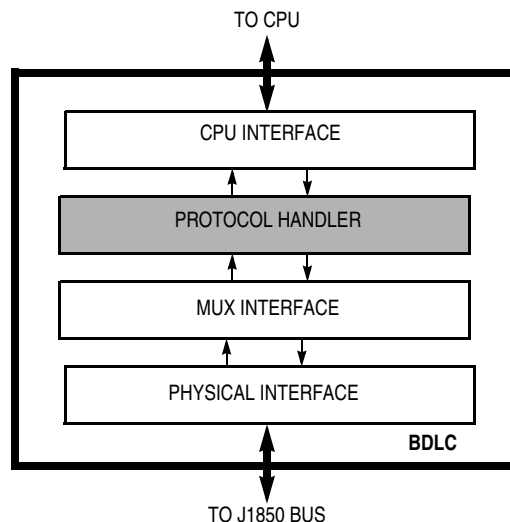 TO CPU
CPU INTERFACE
PROTOCOL HANDLER
MUX INTERFACE
PHYSICAL INTERFACE
BDLC
TO J1850 BUS